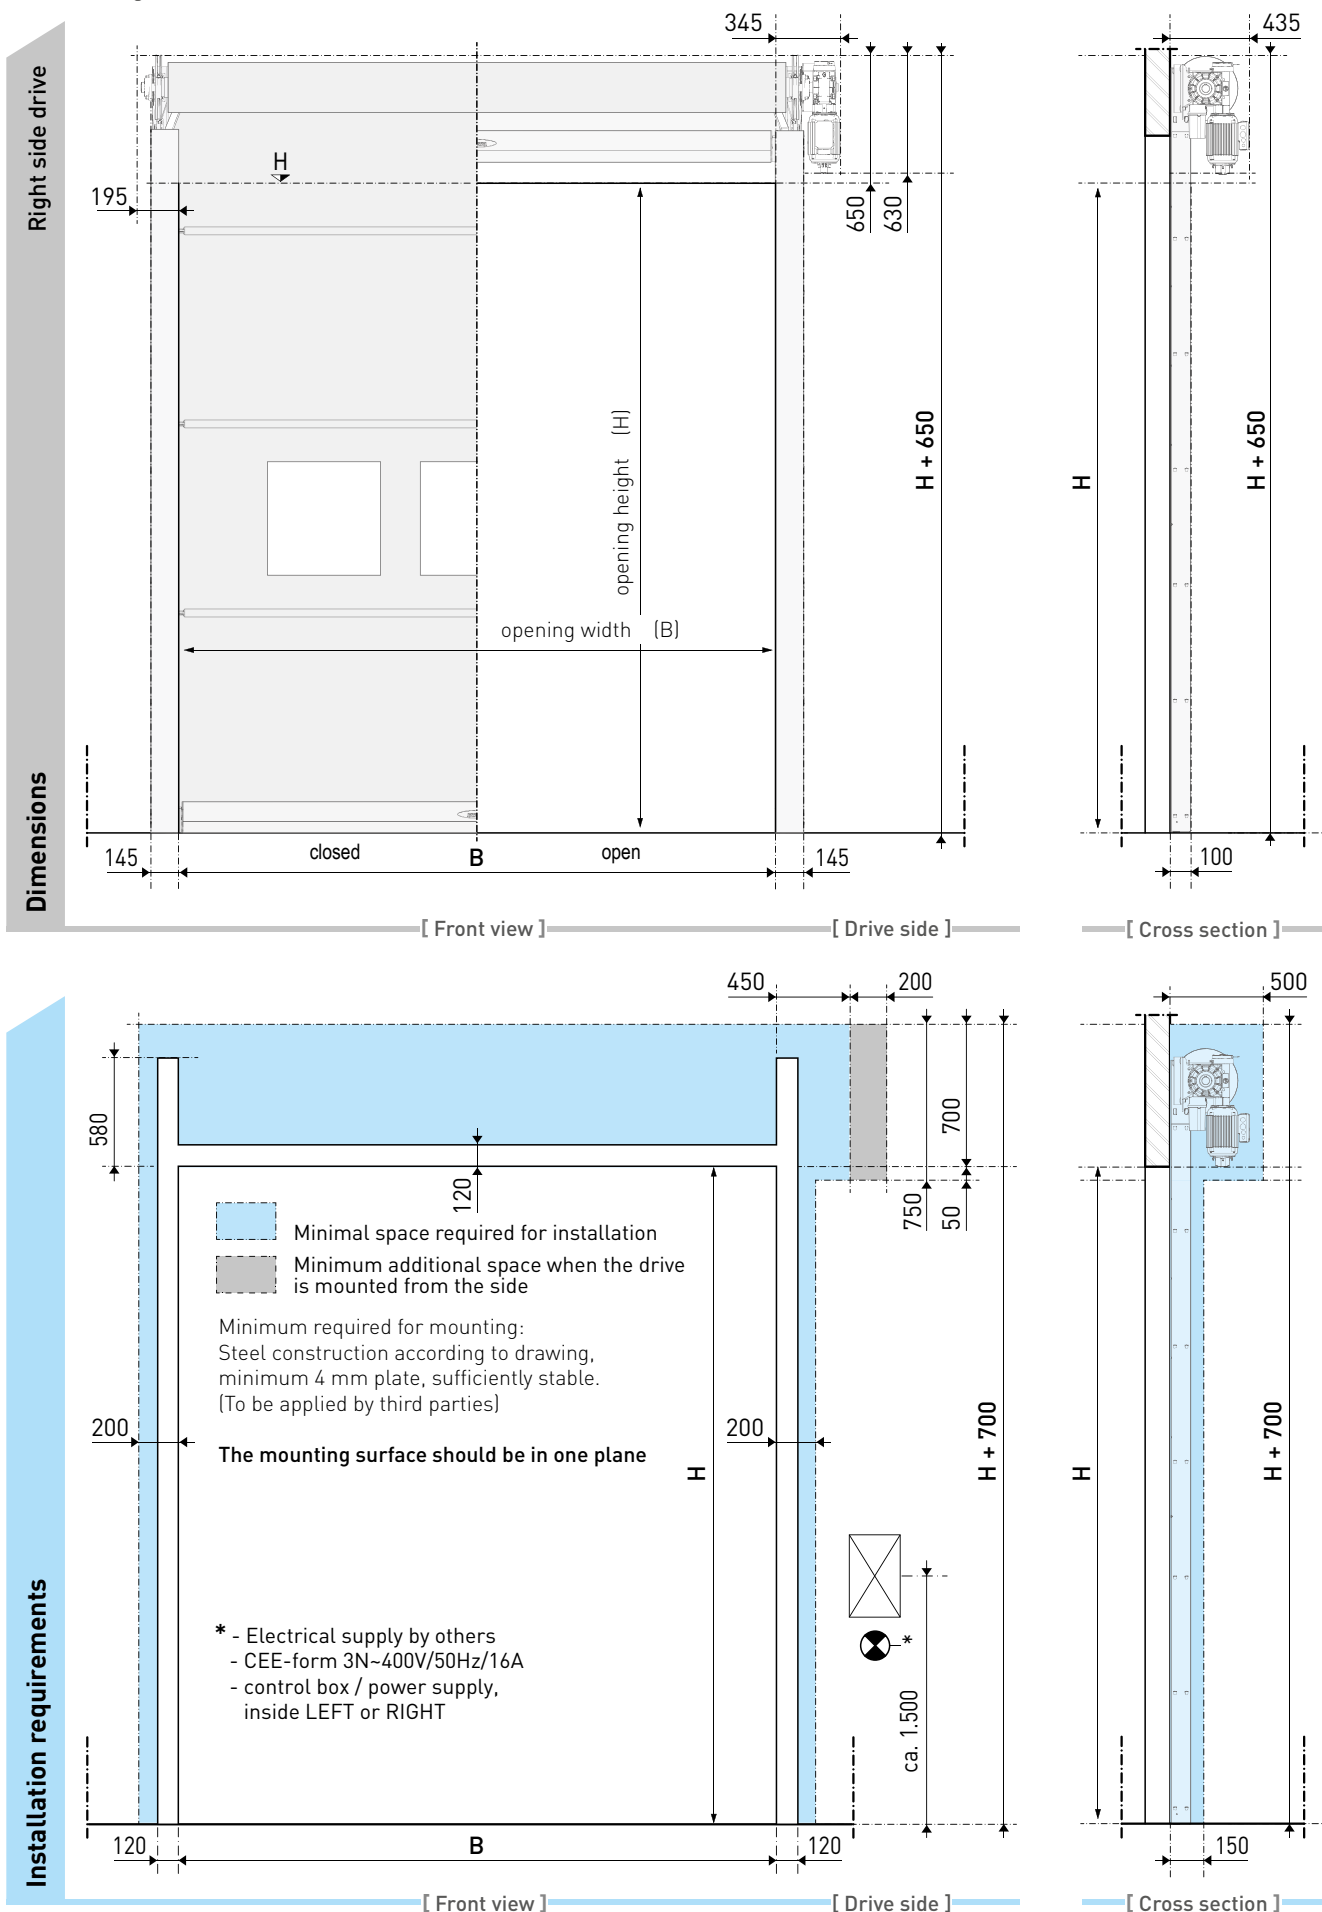 Right side drive
Dimensions
345
435
H
195
650
630
opening height (H)
H + 650
H
H + 650
opening width (B)
closed
B
open
145
145
100
[ Front view ]
[ Drive side ]
[ Cross section ]
Installation requirements
450
200
500
580
120
700
750
50
Minimal space required for installation
Minimum additional space when the drive
is mounted from the side
Minimum required for mounting:
Steel construction according to drawing,
minimum 4 mm plate, sufficiently stable.
(To be applied by third parties)
200
200
The mounting surface should be in one plane
H
H + 700
H
H + 700
* - Electrical supply by others
- CEE-form 3N~400V/50Hz/16A
- control box / power supply,
inside LEFT or RIGHT
*
ca. 1.500
120
B
120
150
[ Front view ]
[ Drive side ]
[ Cross section ]